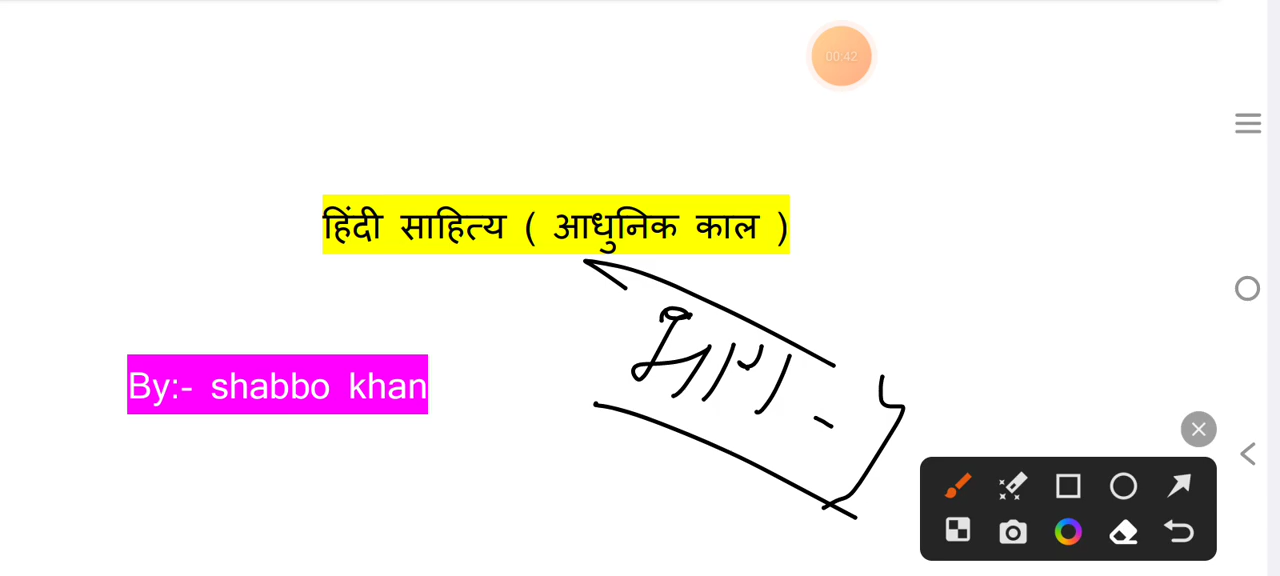 00:42
हिंदी साहित्य ( आधुनिक काल )
भाग -
By:- shabbo khan